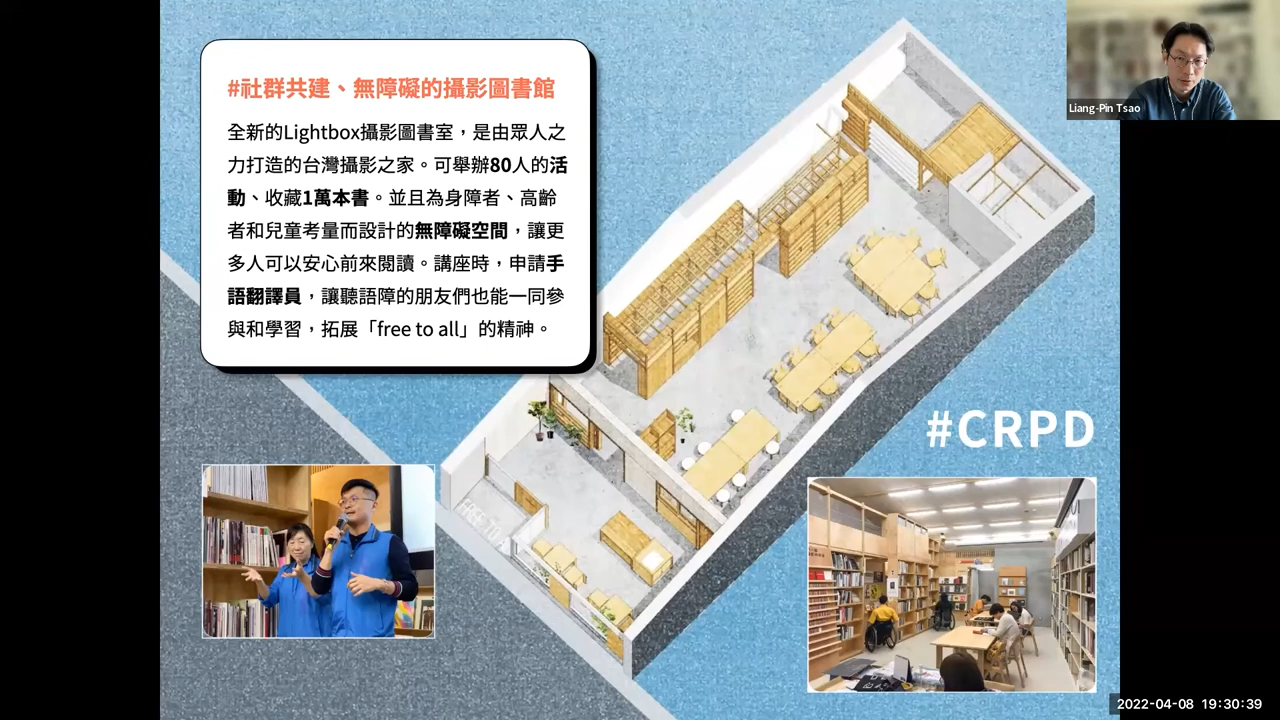 #社群共建、無障礙的攝影圖書館
全新的Lightbox攝影圖書室，是由眾人之
力打造的台灣攝影之家。可舉辦80人的活
動、收藏1萬本書。並且為身障者、高齡
者和兒童考量而設計的無障礙空間，讓更
多人可以安心前來閱讀。講座時，申請手
語翻譯員，讓聽語障的朋友們也能一同參
與和學習，拓展「free to all」的精神。
Liang-Pin Tsao
#CRPD
FREE TO
2022-04-08 19:30:39